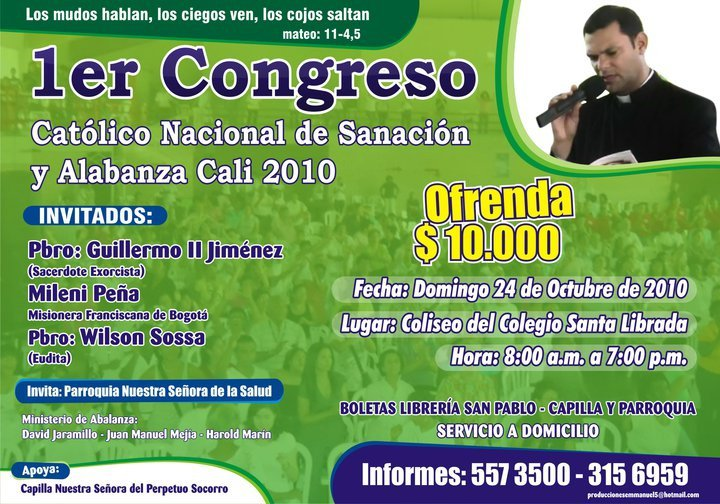 Los mudos hablan, los ciegos ven, los cojos saltan
mateo: 11-4,5
1er Congreso
Católico Nacional de Sanación
y Alabanza Cali 2010
INVITADOS:
Pbro: Guillermo II Jiménez
(Sacerdote Exorcista)
Mileni Peña
Misionera Franciscana de Bogotá
Pbro: Wilson Sossa
(Eudita)
Invita: Parroquia Nuestra Señora de la Salud
Ministerio de Abalanza:
David Jaramillo - Juan Manuel Mejía - Harold Marín
Apoya:
Capilla Nuestra Señora del Perpetuo Socorro
Ofrenda
$ 10.000
Fecha: Domingo 24 de Octubre de 2010
Lugar: Coliseo del Colegio Santa Librada
Hora: 8:00 a.m. a 7:00 p.m.
BOLETAS LIBRERÍA SAN PABLO - CAPILLA Y PARROQUIA
SERVICIO A DOMICILIO
Informes: 557 3500 - 315 6959
produccionesemmanuel5@hotmail.com